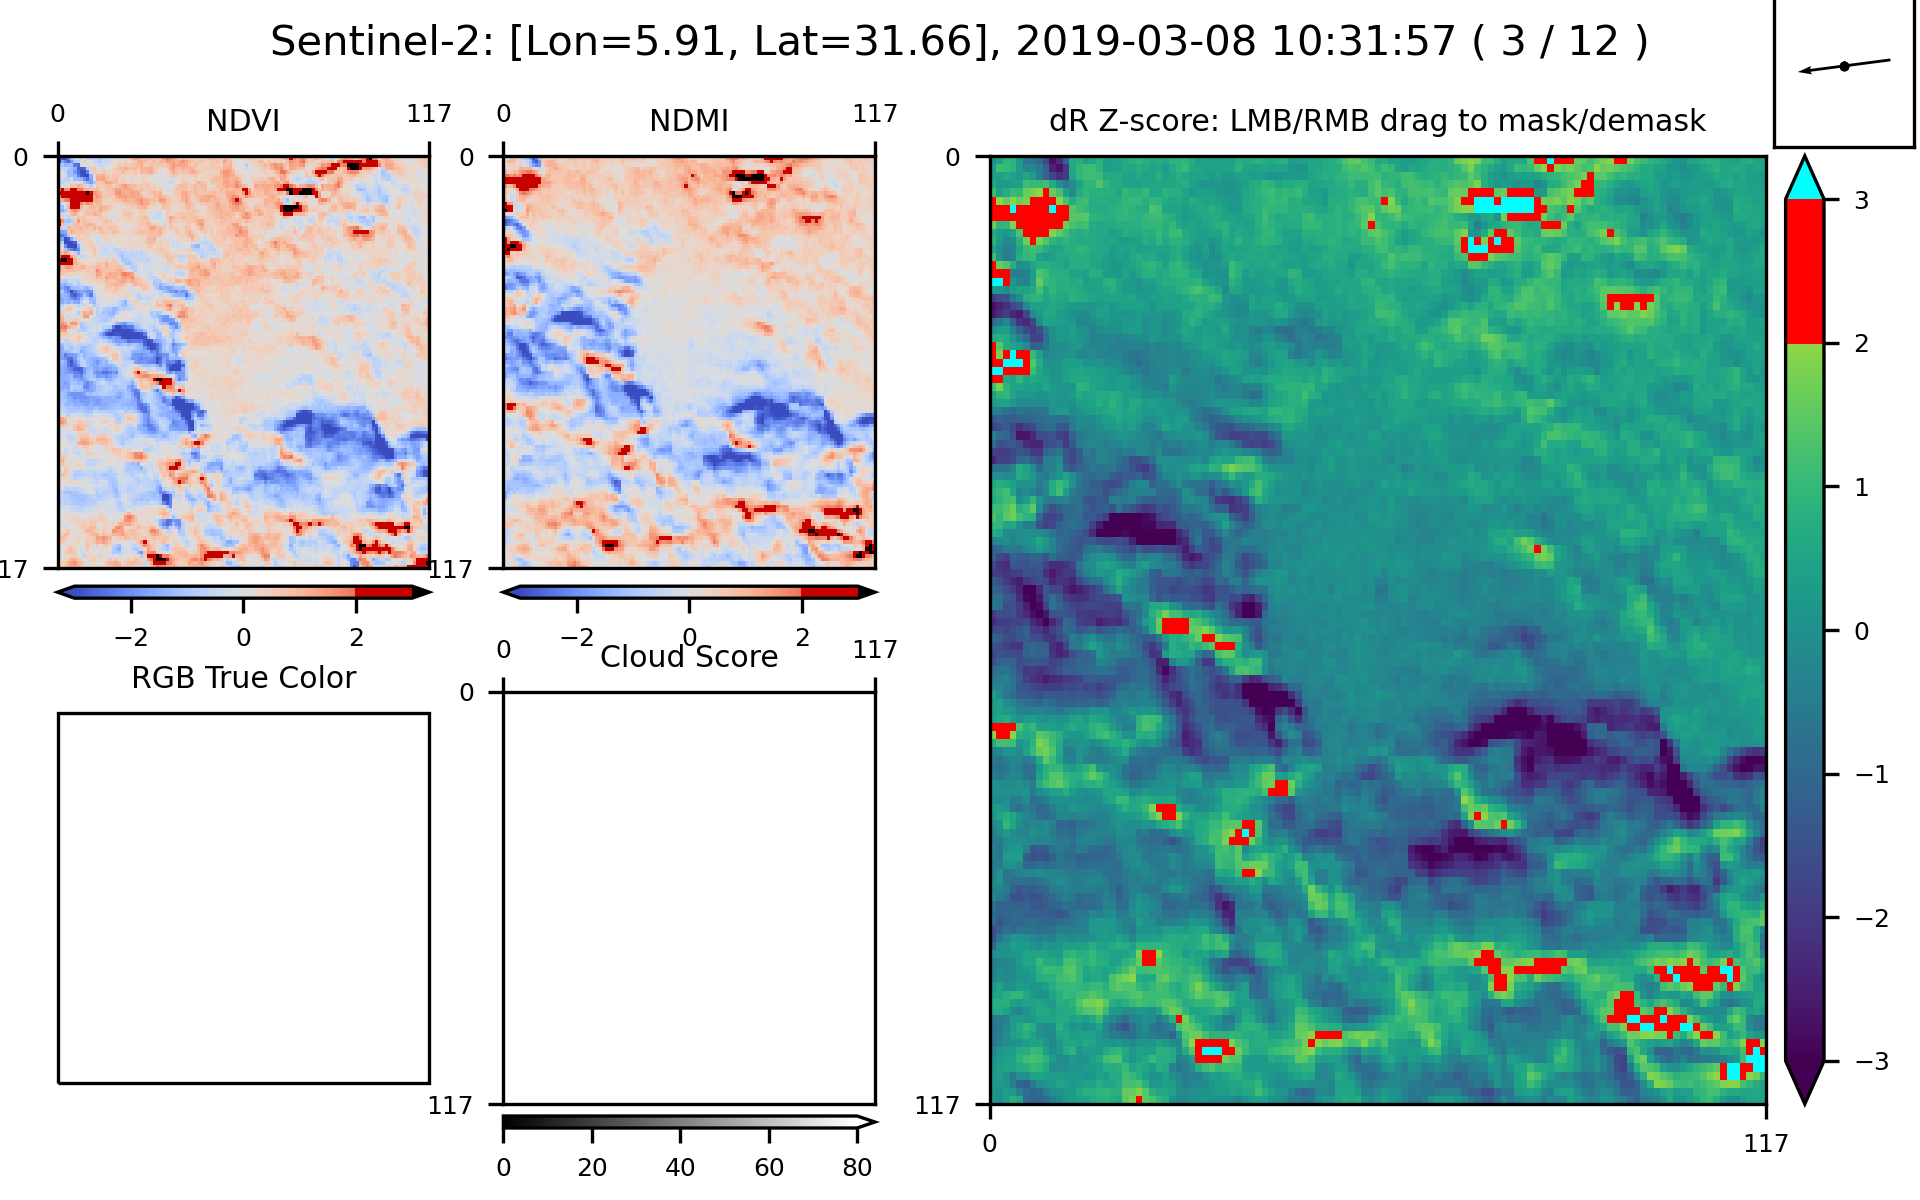 Sentinel-2: [Lon=5.91, Lat=31.66], 2019-03-08 10:31:57 ( 3 / 12 )
0 NDVI 117
0
17
−2 0 2
0 NDMI 117
0
117
−2 0 2
dR Z-score: LMB/RMB drag to mask/demask
0
117
0 117
3
2
1
0
−1
−2
−3
RGB True Color
0 Cloud Score 117
0
117
0 20 40 60 80